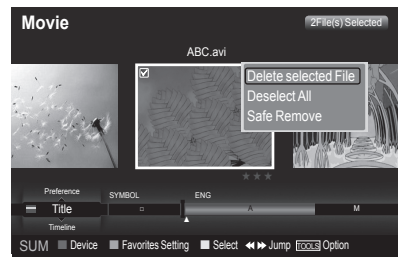 Movie
2File(s) Selected
ABC.avi
Delete selected File
Deselect All
Safe Remove
Preference
SYMBOL
ENG
Title
A
M
Timeline
SUM Device Favorites Setting Select Jump TOOLS Option